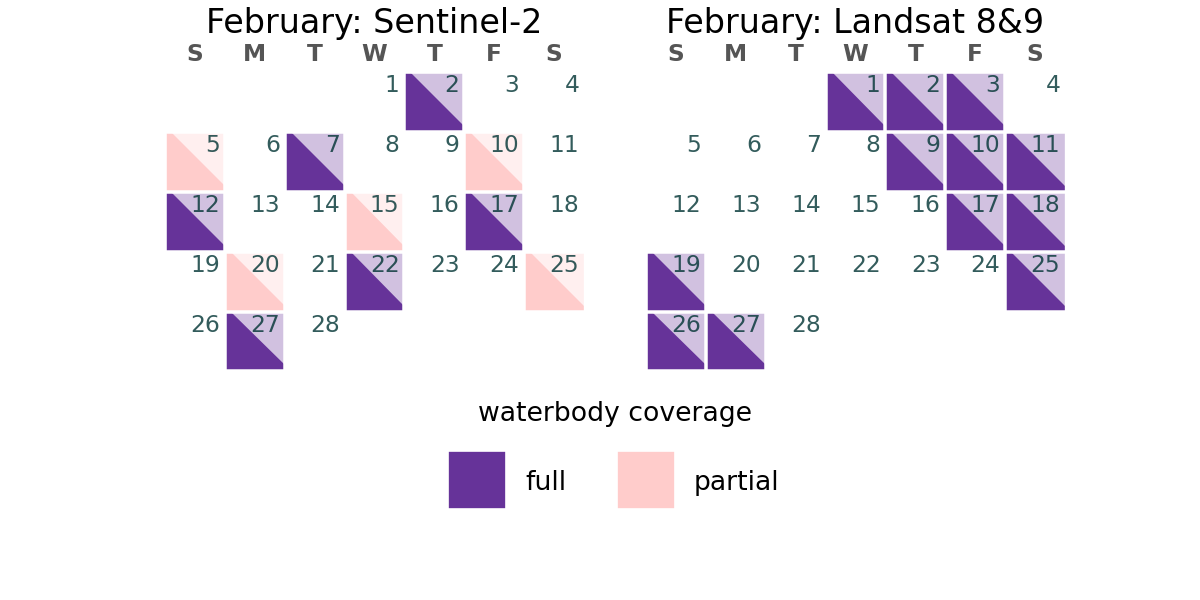 February: Sentinel-2
S M T W T F S
1 2 3 4
5 6 7 8 9 10 11
12 13 14 15 16 17 18
19 20 21 22 23 24 25
26 27 28
February: Landsat 8&9
S M T W T F S
1 2 3 4
5 6 7 8 9 10 11
12 13 14 15 16 17 18
19 20 21 22 23 24 25
26 27 28
waterbody coverage
full
partial